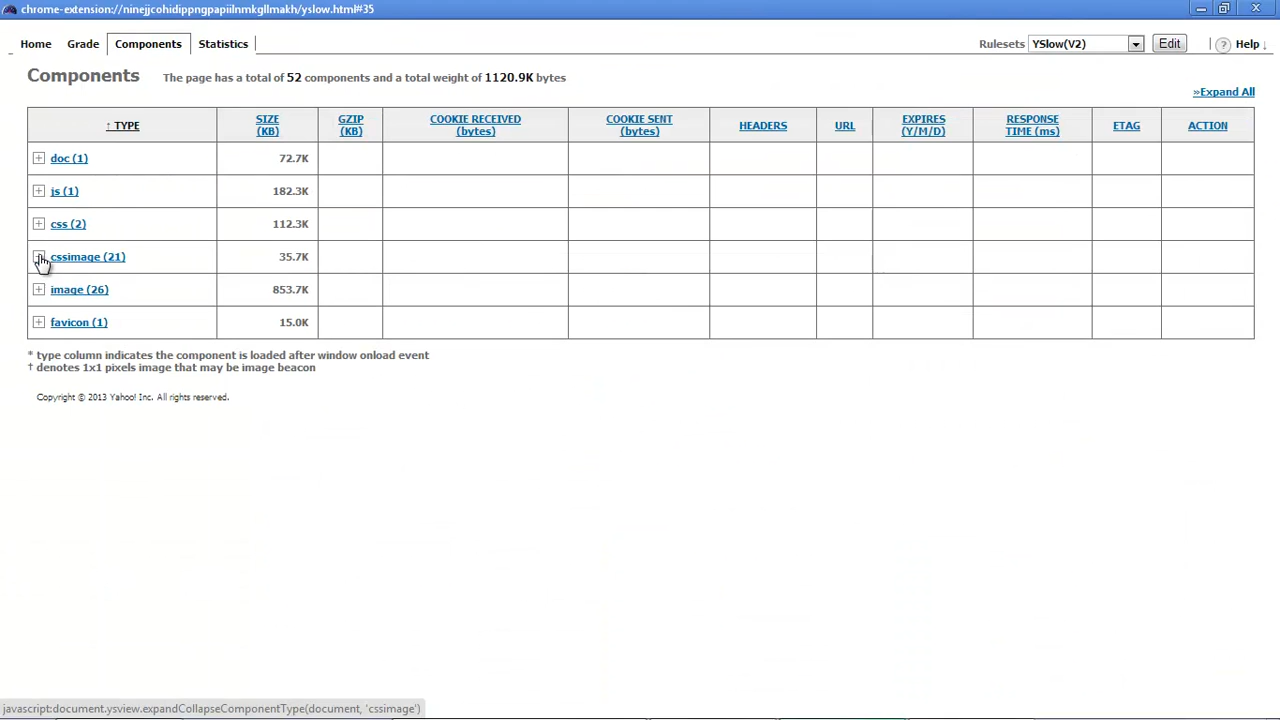 chrome-extension://ninejjcohidippngpapiilnmkgllmakh/yslow.html#35
Home Grade Components Statistics Rulesets YSlow(V2) Edit ? Help ↓
Components The page has a total of 52 components and a total weight of 1120.9K bytes
»Expand All
↑ TYPE SIZE (KB) GZIP (KB) COOKIE RECEIVED (bytes) COOKIE SENT (bytes) HEADERS URL EXPIRES (Y/M/D) RESPONSE TIME (ms) ETAG ACTION
doc (1) 72.7K
js (1) 182.3K
css (2) 112.3K
cssimage (21) 35.7K
image (26) 853.7K
favicon (1) 15.0K
* type column indicates the component is loaded after window onload event
† denotes 1x1 pixels image that may be image beacon
Copyright © 2013 Yahoo! Inc. All rights reserved.
javascript:document.ysview.expandCollapseComponentType(document, 'cssimage')